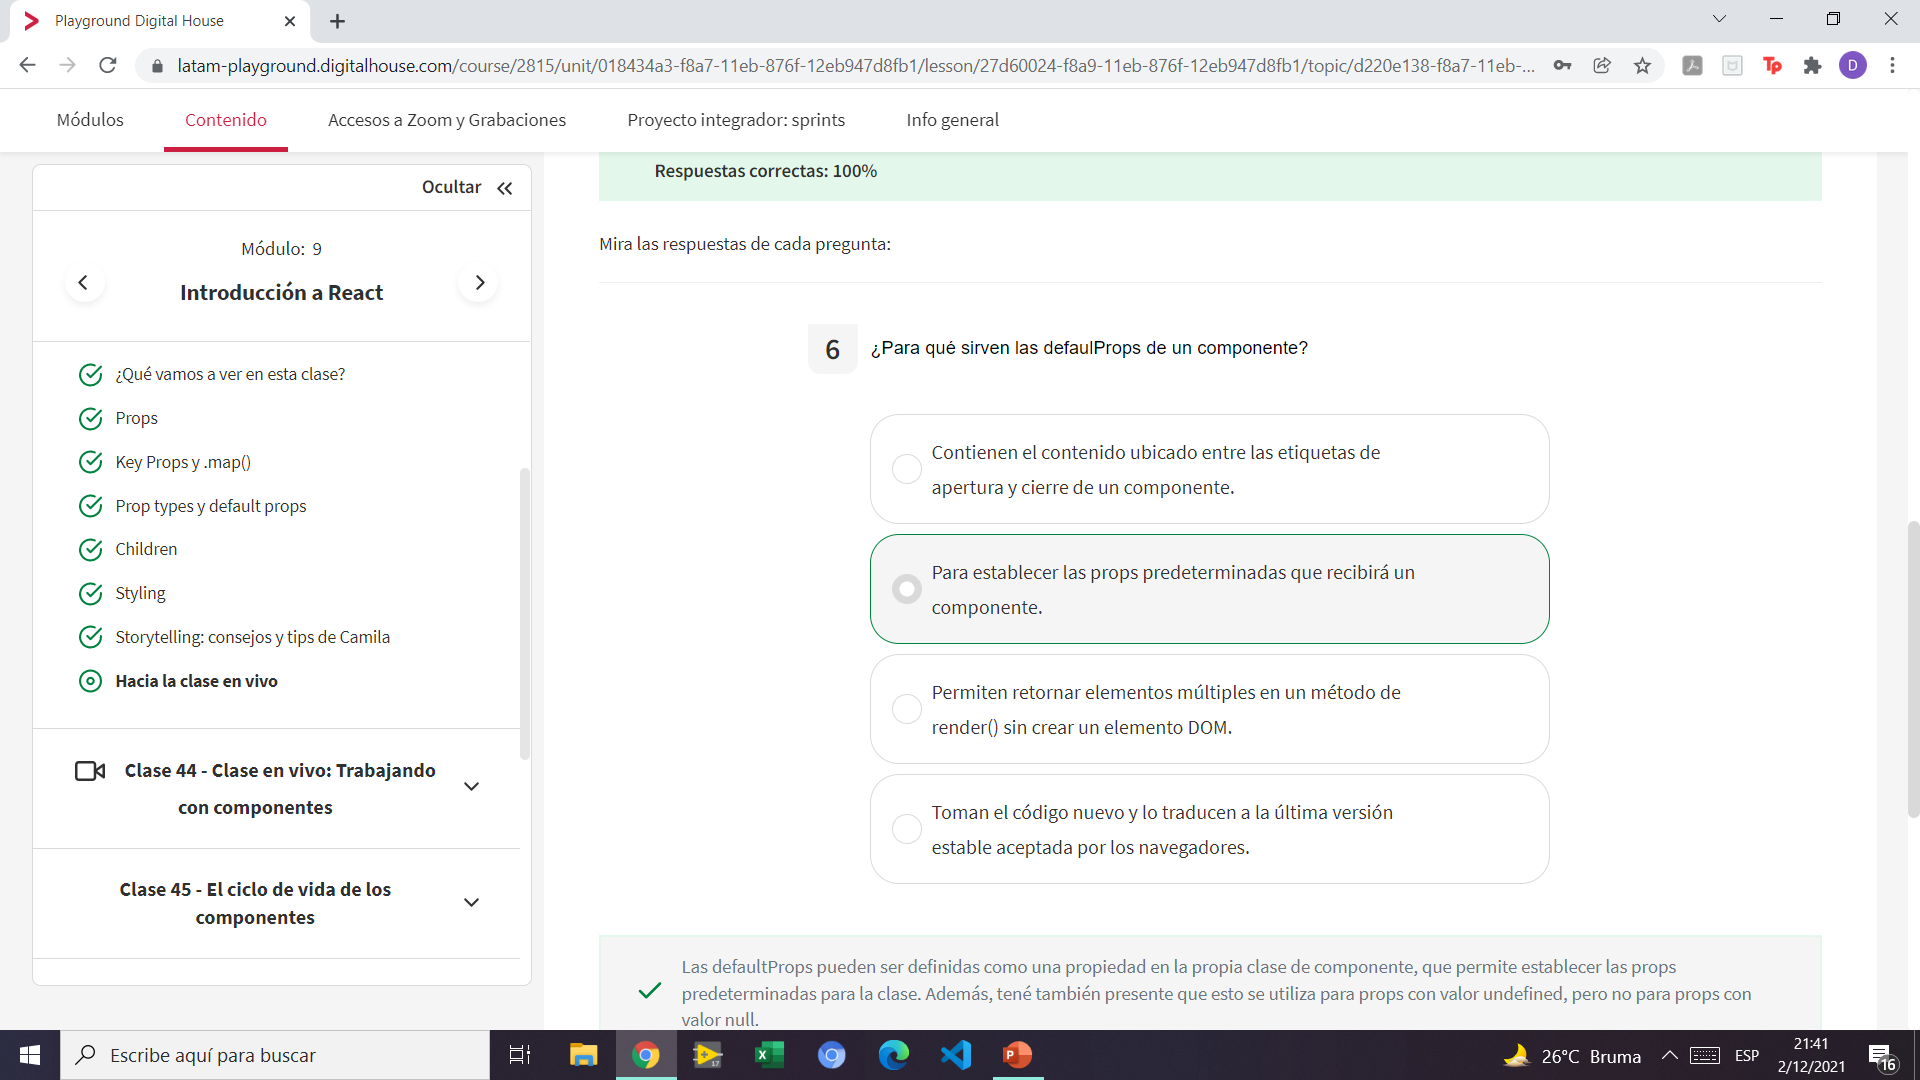 Playground Digital House
latam-playground.digitalhouse.com/course/2815/unit/018434a3-f8a7-11eb-876f-12eb947d8fb1/lesson/27d60024-f8a9-11eb-876f-12eb947d8fb1/topic/d220e138-f8a7-11eb-...
D
Módulos
Contenido
Accesos a Zoom y Grabaciones
Proyecto integrador: sprints
Info general
Ocultar
Módulo: 9
Introducción a React
¿Qué vamos a ver en esta clase?
Props
Key Props y .map()
Prop types y default props
Children
Styling
Storytelling: consejos y tips de Camila
Hacia la clase en vivo
Clase 44 - Clase en vivo: Trabajando
con componentes
Clase 45 - El ciclo de vida de los
componentes
Respuestas correctas: 100%
Mira las respuestas de cada pregunta:
6
¿Para qué sirven las defaulProps de un componente?
Contienen el contenido ubicado entre las etiquetas de
apertura y cierre de un componente.
Para establecer las props predeterminadas que recibirá un
componente.
Permiten retornar elementos múltiples en un método de
render() sin crear un elemento DOM.
Toman el código nuevo y lo traducen a la última versión
estable aceptada por los navegadores.
Las defaultProps pueden ser definidas como una propiedad en la propia clase de componente, que permite establecer las props
predeterminadas para la clase. Además, tené también presente que esto se utiliza para props con valor undefined, pero no para props con
valor null.
Escribe aquí para buscar
26°C Bruma
ESP
21:41
2/12/2021
16